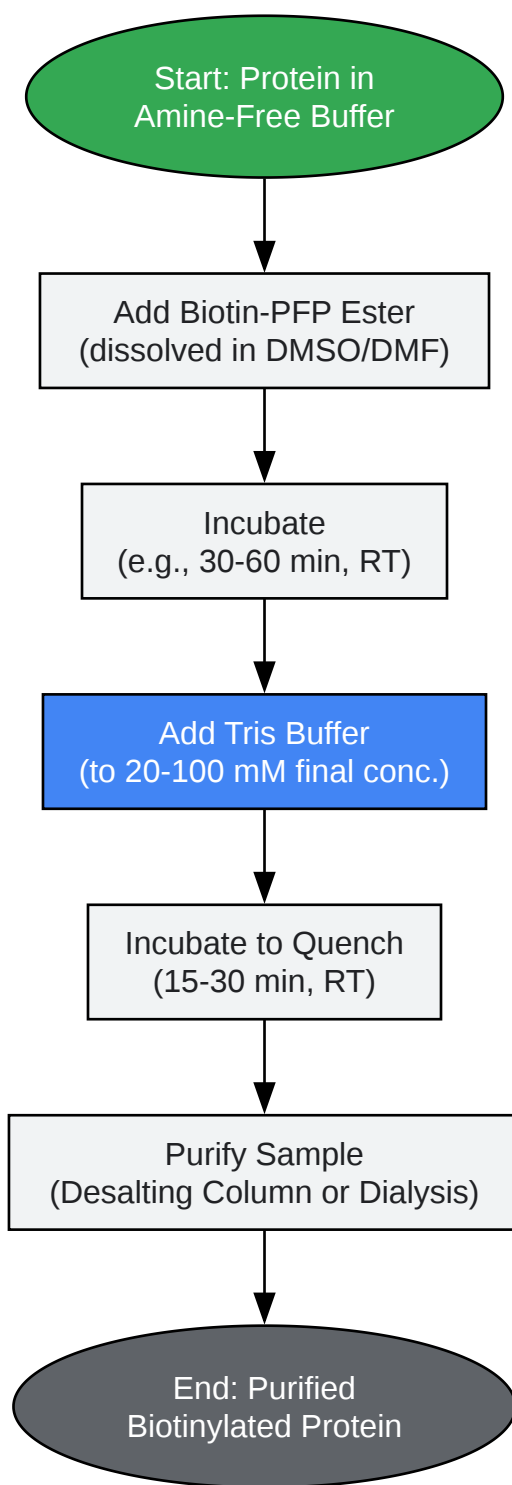 Start: Protein in
Amine-Free Buffer
Add Biotin-PFP Ester
(dissolved in DMSO/DMF)
Incubate
(e.g., 30-60 min, RT)
Add Tris Buffer
(to 20-100 mM final conc.)
Incubate to Quench
(15-30 min, RT)
Purify Sample
(Desalting Column or Dialysis)
End: Purified
Biotinylated Protein